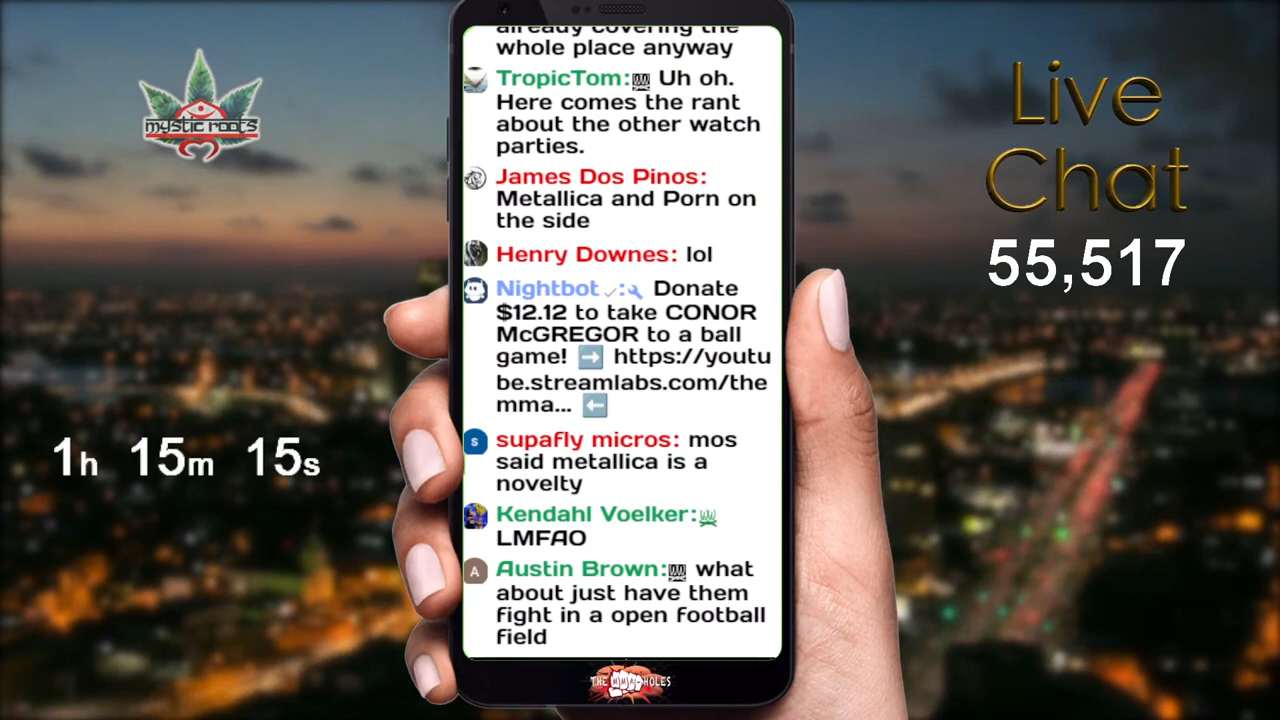 mystic roots
1h 15m 15s
already covering the
whole place anyway
TropicTom: Uh oh.
Here comes the rant
about the other watch
parties.
James Dos Pinos:
Metallica and Porn on
the side
Henry Downes: lol
Nightbot ✓: Donate
$12.12 to take CONOR
McGREGOR to a ball
game! ➡ https://youtu
be.streamlabs.com/the
mma... ⬅
S supafly micros: mos
said metallica is a
novelty
Kendahl Voelker:
LMFAO
A Austin Brown: what
about just have them
fight in a open football
field
THE MMA-HOLES
Live
Chat
55,517